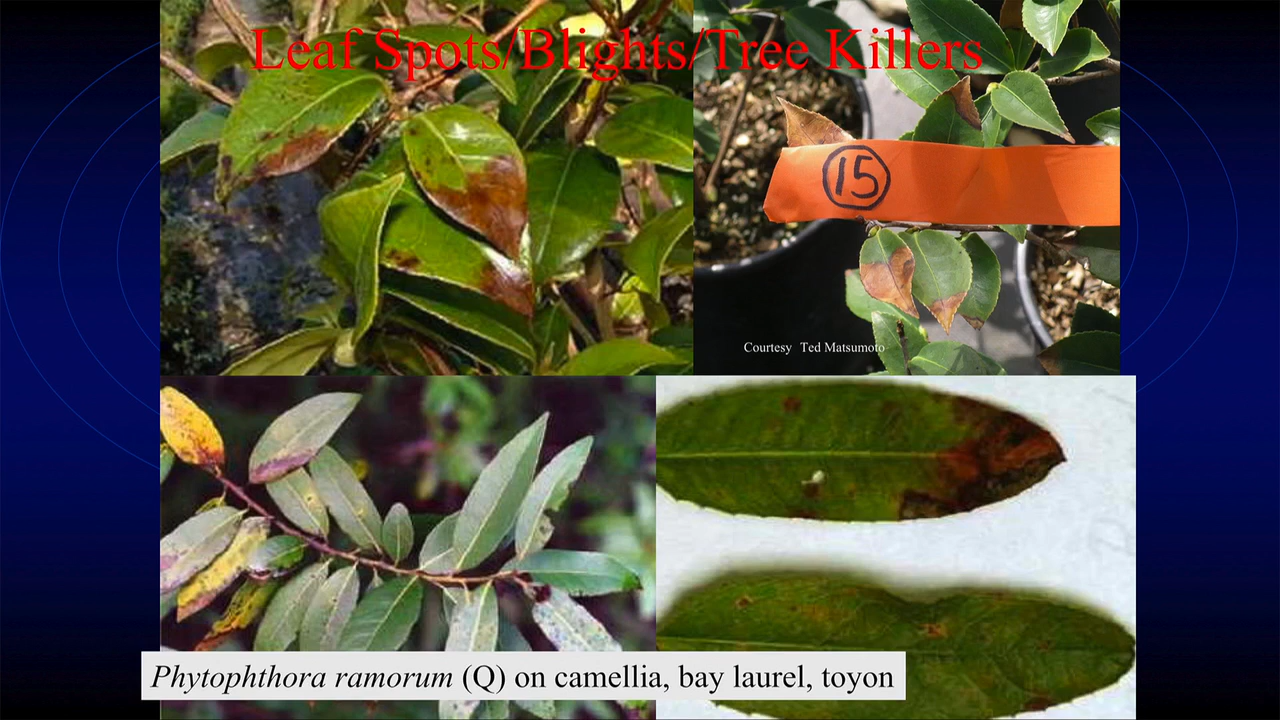 Leaf Spots/Blights/Tree Killers
15
Courtesy Ted Matsumoto
Phytophthora ramorum (Q) on camellia, bay laurel, toyon